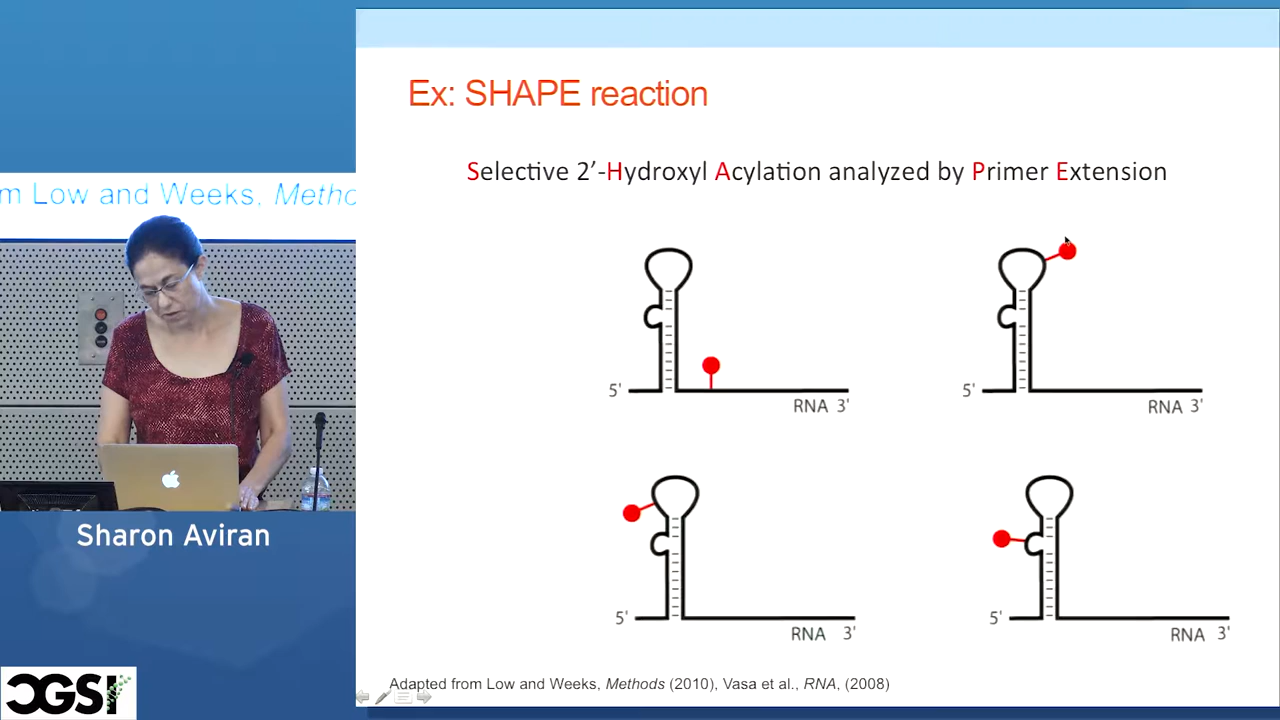 Ex: SHAPE reaction
Selective 2’-Hydroxyl Acylation analyzed by Primer Extension
m Low and Weeks, Metho
5'
RNA 3'
5'
RNA 3'
5'
RNA 3'
5'
RNA 3'
Sharon Aviran
CGSI
Adapted from Low and Weeks, Methods (2010), Vasa et al., RNA, (2008)